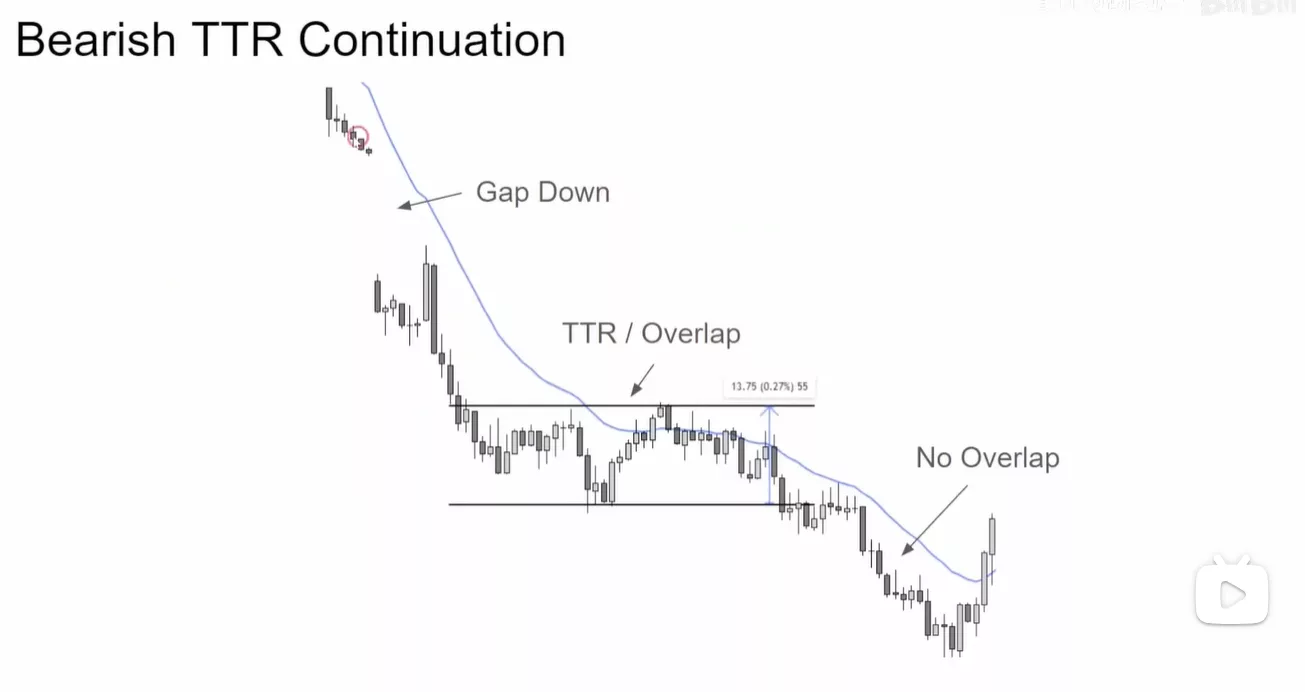 Bearish TTR Continuation
Gap Down
TTR / Overlap
13.75 (0.27%) 55
No Overlap